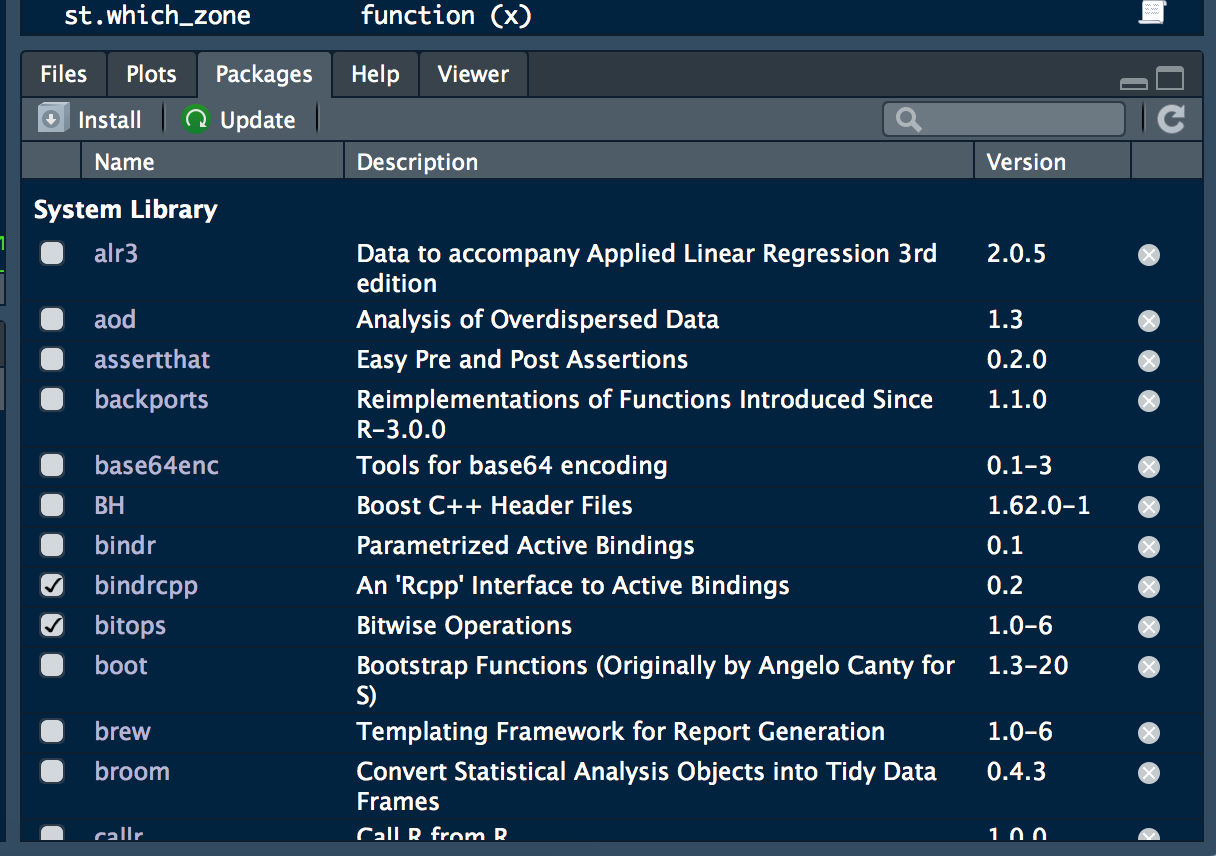 st.which_zone function (x)
Files Plots Packages Help Viewer
Install Update
Name Description Version
System Library
alr3 Data to accompany Applied Linear Regression 3rd 2.0.5
edition
aod Analysis of Overdispersed Data 1.3
assertthat Easy Pre and Post Assertions 0.2.0
backports Reimplementations of Functions Introduced Since 1.1.0
R-3.0.0
base64enc Tools for base64 encoding 0.1-3
BH Boost C++ Header Files 1.62.0-1
bindr Parametrized Active Bindings 0.1
bindrcpp An 'Rcpp' Interface to Active Bindings 0.2
bitops Bitwise Operations 1.0-6
boot Bootstrap Functions (Originally by Angelo Canty for 1.3-20
S)
brew Templating Framework for Report Generation 1.0-6
broom Convert Statistical Analysis Objects into Tidy Data 0.4.3
Frames
callr Call R from R 1.0.0